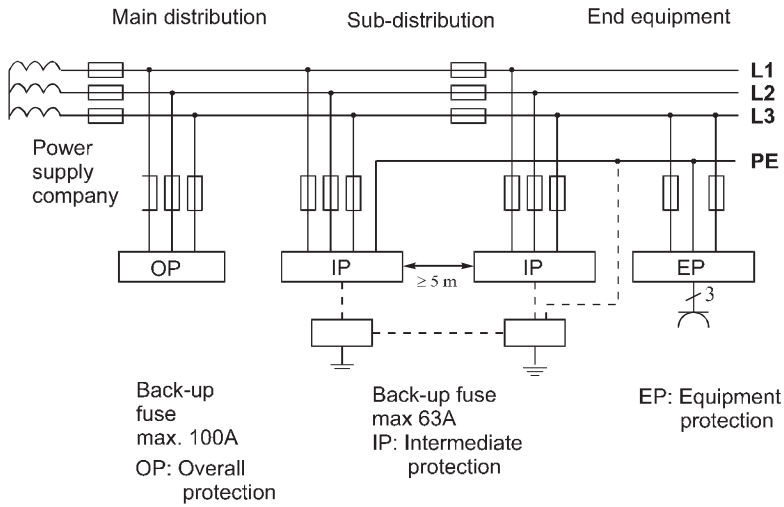 Main distribution
Sub-distribution
End equipment
L1
L2
L3
Power
supply
company
PE
OP
IP
≥ 5 m
IP
EP
3
Back-up
fuse
max. 100A
OP: Overall
protection
Back-up fuse
max 63A
IP: Intermediate
protection
EP: Equipment
protection